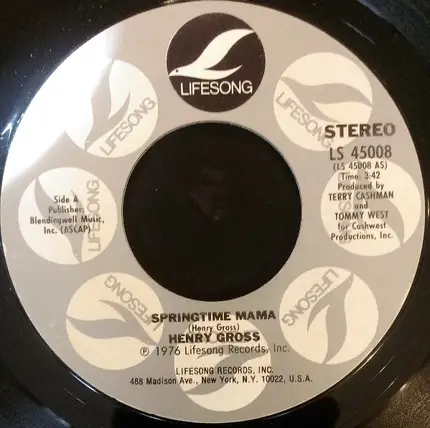 LIFESONG
LIFESONG
LIFESONG
STEREO
LS 45008
(LS 45008 AS)
Time: 3:42
Produced by
TERRY CASHMAN
and
TOMMY WEST
for Cashwest
Productions, Inc.
Side A
Publisher:
Blendingwell Music,
Inc. (ASCAP)
LIFESONG
LIFESONG
LIFESONG
SPRINGTIME MAMA
(Henry Gross)
HENRY GROSS
℗ 1976 Lifesong Records, Inc.
LIFESONG RECORDS, INC.
488 Madison Ave., New York, N.Y. 10022, U.S.A.